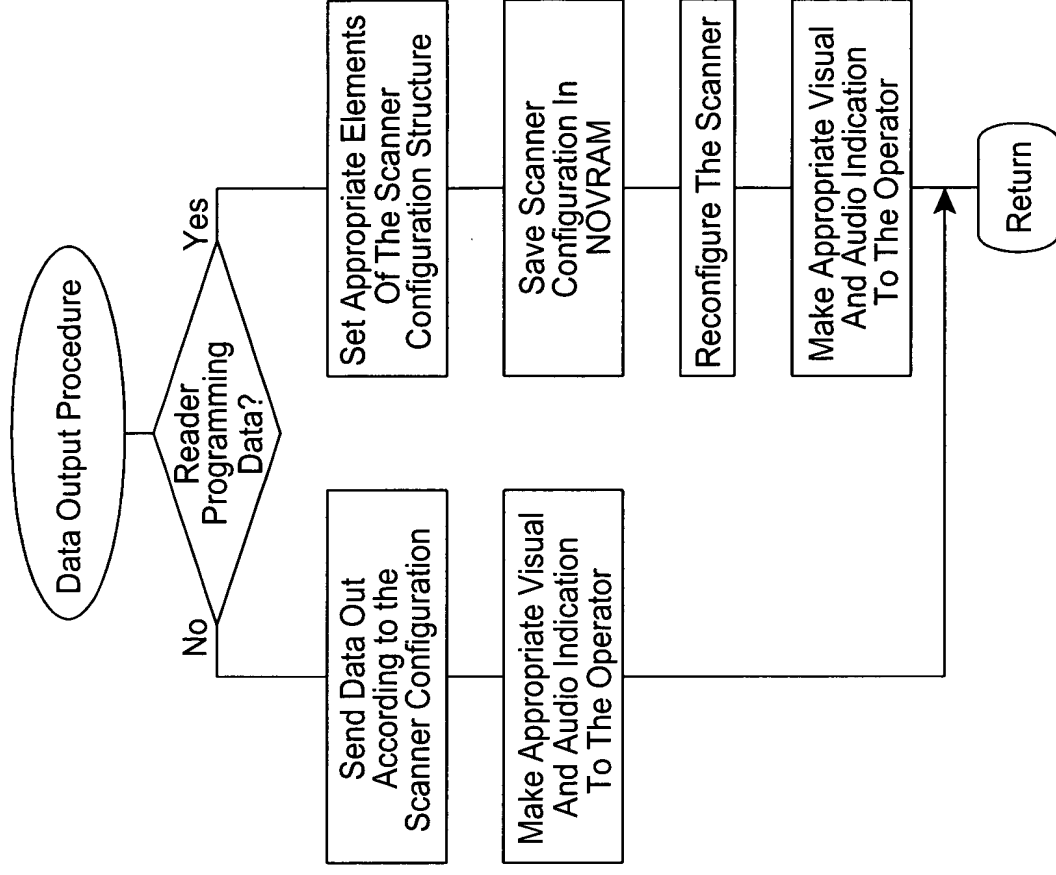 Data Output Procedure
Reader
Programming
Data?
No
Yes
Send Data Out
According to the
Scanner Configuration
Make Appropriate Visual
And Audio Indication
To The Operator
Set Appropriate Elements
Of The Scanner
Configuration Structure
Save Scanner
Configuration In
NOVRAM
Reconfigure The Scanner
Make Appropriate Visual
And Audio Indication
To The Operator
Return